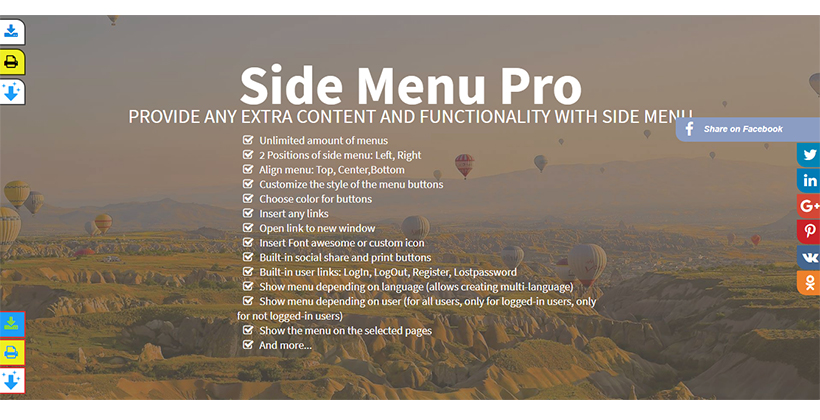 Side Menu Pro
PROVIDE ANY EXTRA CONTENT AND FUNCTIONALITY WITH SIDE MENU
Share on Facebook
Unlimited amount of menus
2 Positions of side menu: Left, Right
Align menu: Top, Center,Bottom
Customize the style of the menu buttons
Choose color for buttons
Insert any links
Open link to new window
Insert Font awesome or custom icon
Built-in social share and print buttons
Built-in user links: LogIn, LogOut, Register, Lostpassword
Show menu depending on language (allows creating multi-language)
Show menu depending on user (for all users, only for logged-in users, only
for not logged-in users)
Show the menu on the selected pages
And more...